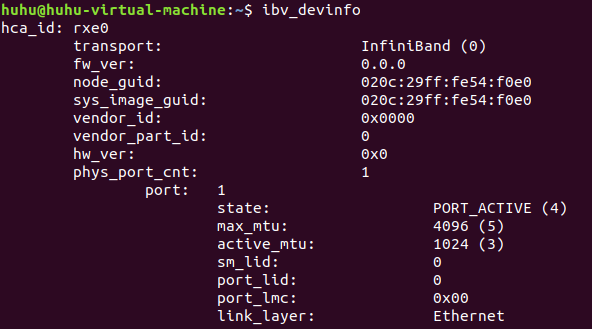 huhu@huhu-virtual-machine:~$ ibv_devinfo
hca_id: rxe0
transport: InfiniBand (0)
fw_ver: 0.0.0
node_guid: 020c:29ff:fe54:f0e0
sys_image_guid: 020c:29ff:fe54:f0e0
vendor_id: 0x0000
vendor_part_id: 0
hw_ver: 0x0
phys_port_cnt: 1
port: 1
state: PORT_ACTIVE (4)
max_mtu: 4096 (5)
active_mtu: 1024 (3)
sm_lid: 0
port_lid: 0
port_lmc: 0x00
link_layer: Ethernet